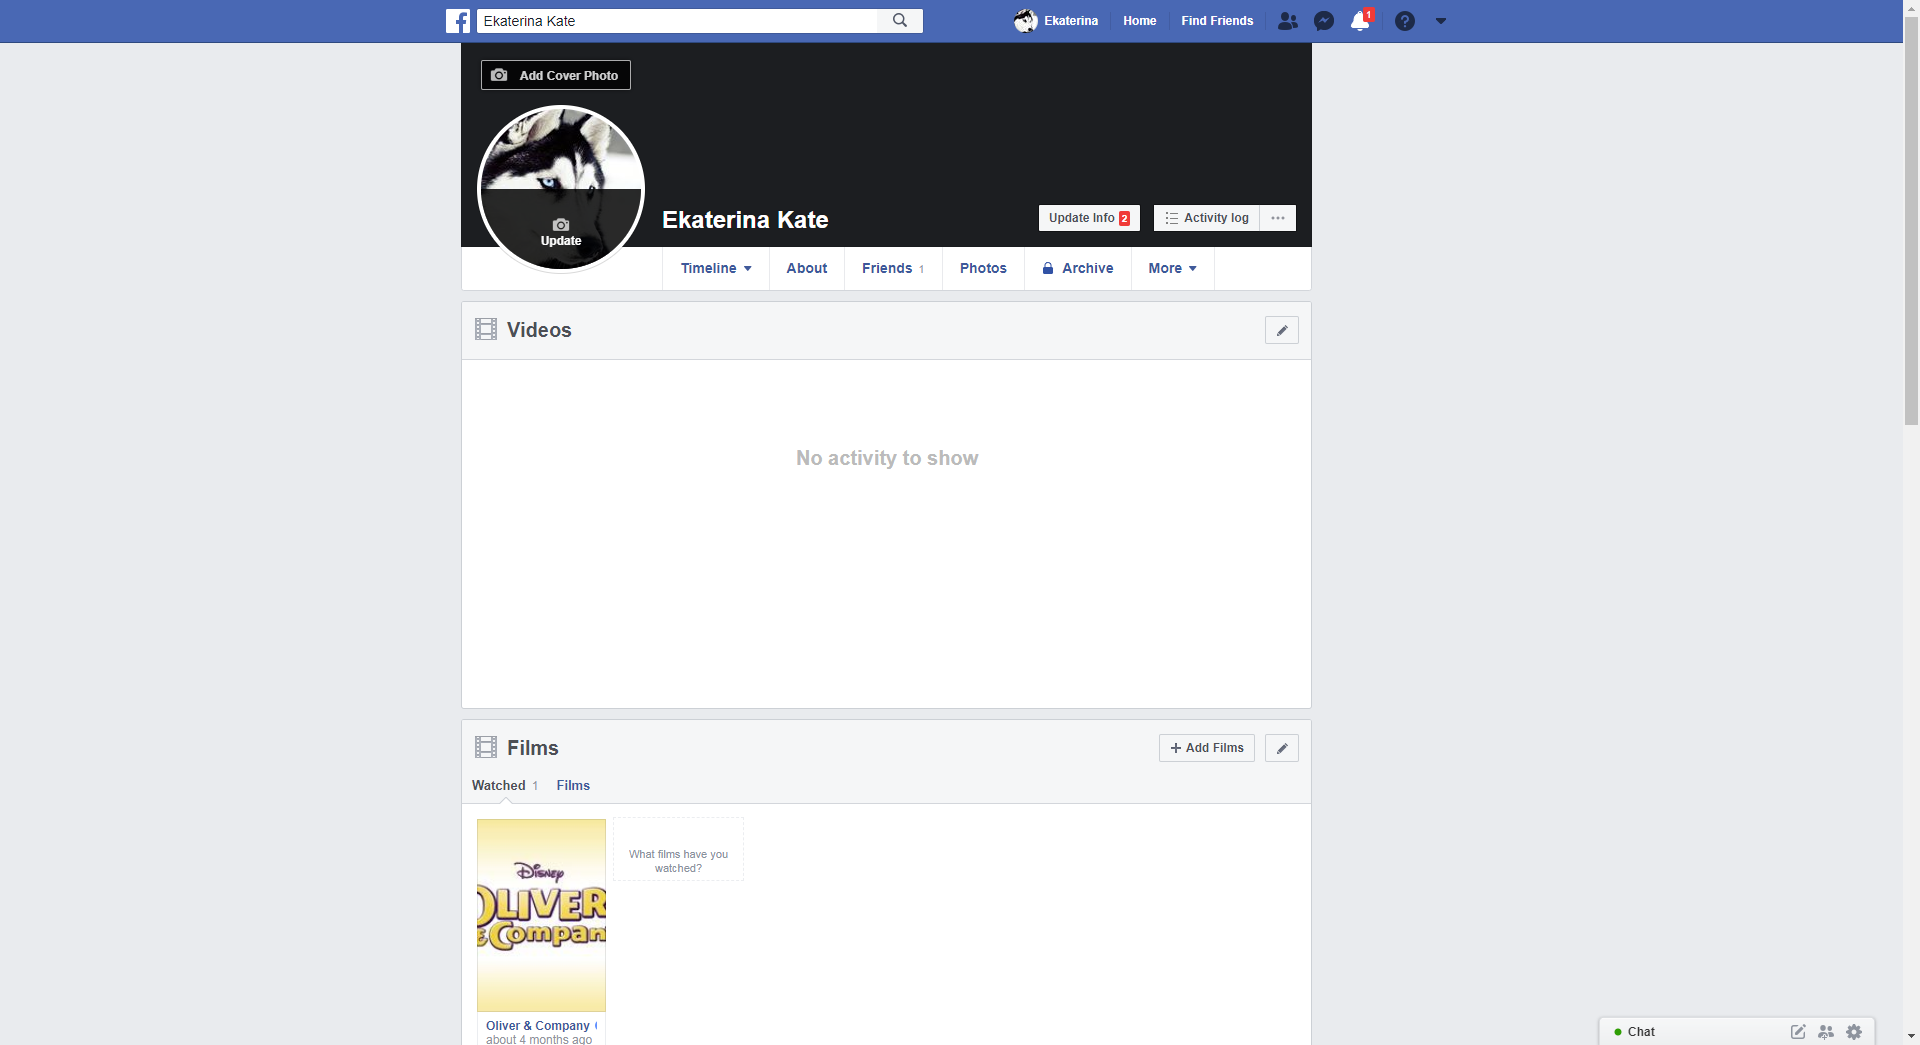 Ekaterina Kate
Ekaterina
Home
Find Friends
1
Add Cover Photo
Update
Ekaterina Kate
Update Info 2
Activity log
Timeline
About
Friends 1
Photos
Archive
More
Videos
No activity to show
Films
+ Add Films
Watched 1
Films
Disney
OLIVER
& Compan
What films have you
watched?
Oliver & Company
about 4 months ago
Chat